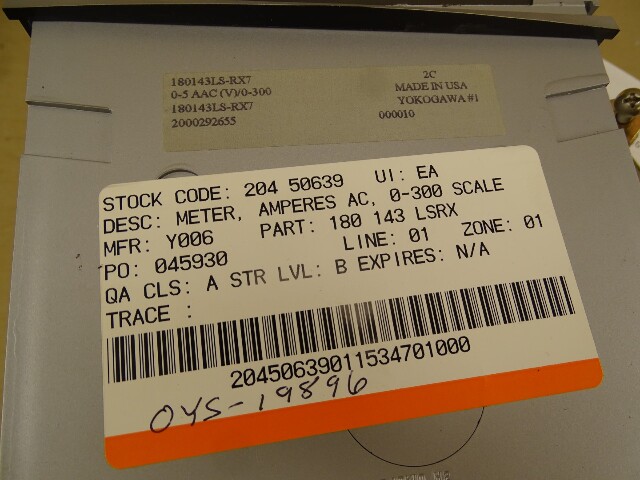 180143LS-RX7 2C
0-5 AAC (V)/0-300 MADE IN USA
180143LS-RX7 YOKOGAWA #1
2000292655 000010
STOCK CODE: 204 50639 UI: EA
DESC: METER, AMPERES AC, 0-300 SCALE
MFR: Y006 PART: 180 143 LSRX
PO: 045930 LINE: 01 ZONE: 01
QA CLS: A STR LVL: B EXPIRES: N/A
TRACE :
20450639011534701000
OYS-19896